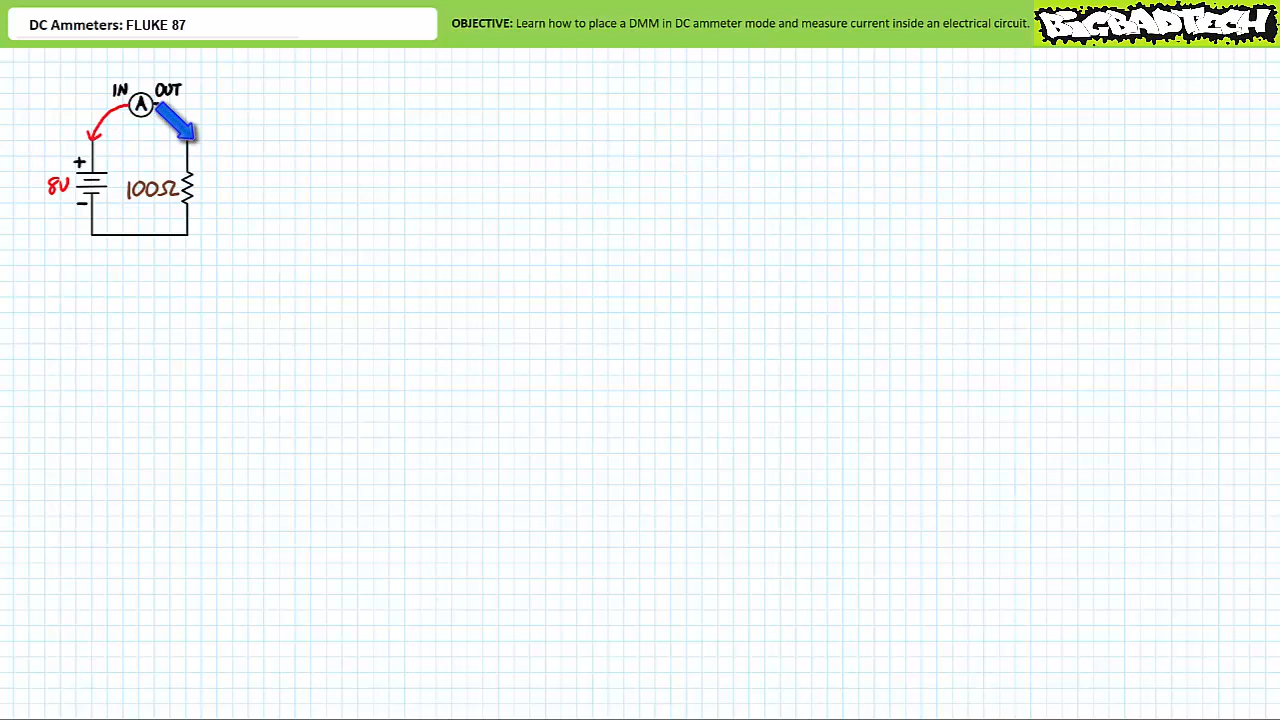 DC Ammeters: FLUKE 87
OBJECTIVE: Learn how to place a DMM in DC ammeter mode and measure current inside an electrical circuit.
BIGBADTECH
IN A OUT
+
8V 100Ω
-